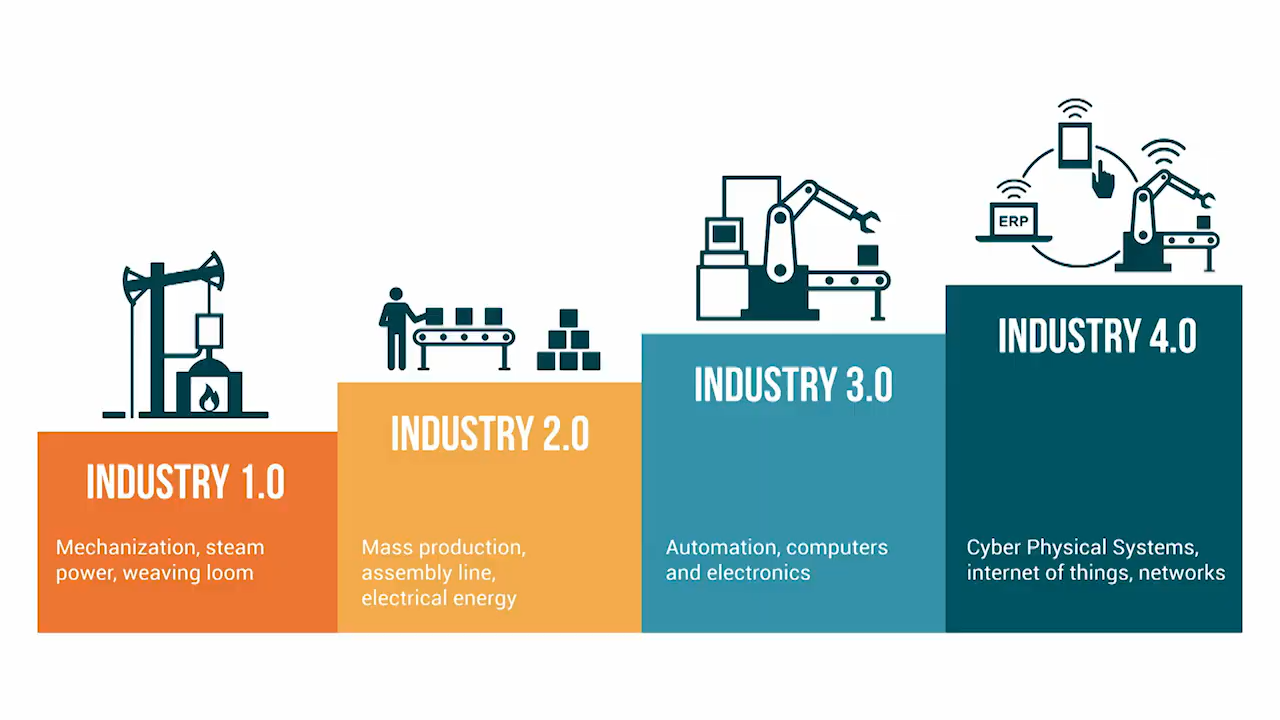 ERP
INDUSTRY 4.0
INDUSTRY 3.0
INDUSTRY 2.0
INDUSTRY 1.0
Mechanization, steam
power, weaving loom
Mass production,
assembly line,
electrical energy
Automation, computers
and electronics
Cyber Physical Systems,
internet of things, networks